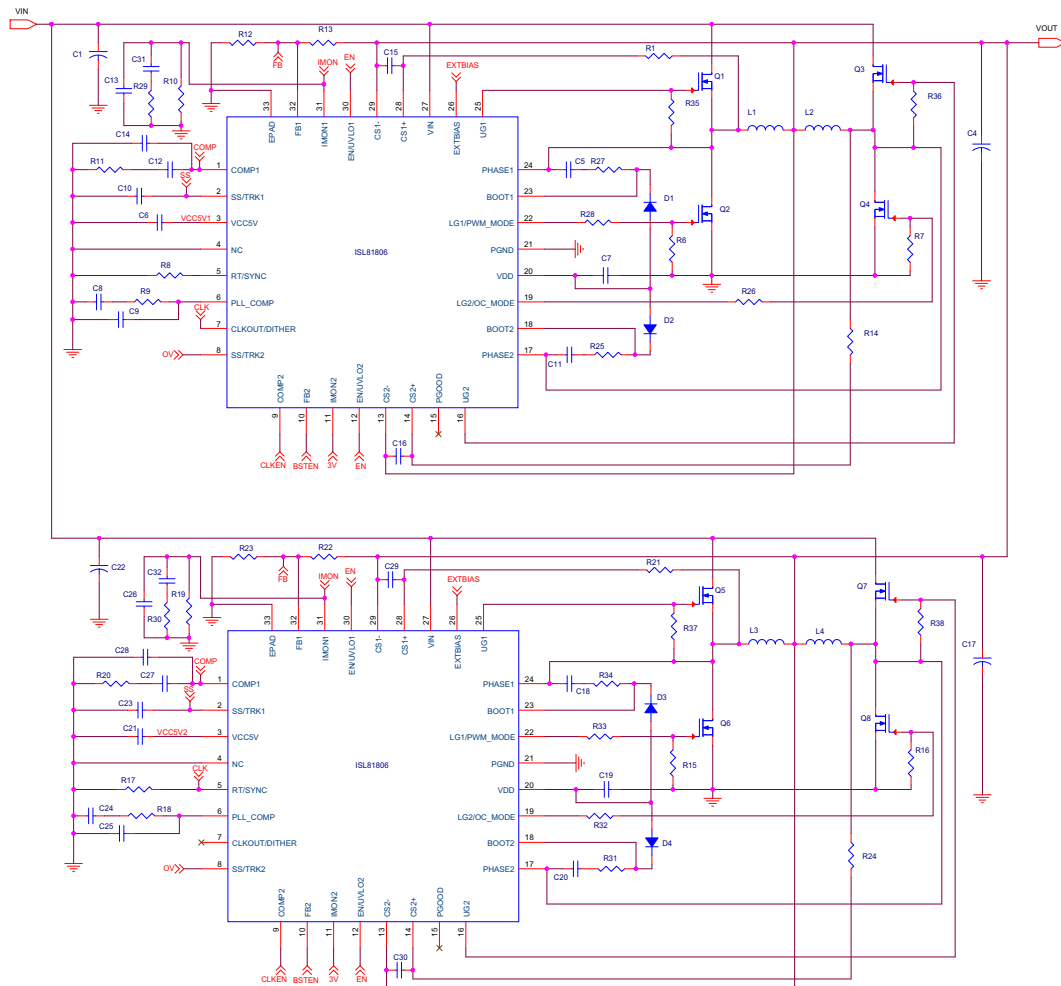 VIN
VOUT
C1
C13
C31
R29
R10
R12
FB
R13
IMON
EN
C15
EXTBIAS
R1
Q1
R35
Q3
R36
L1
L2
C4
33 32 31 30 29 28 27 26 25
EPAD FB1 IMON1 EN/UVLO1 CS1- CS1+ VIN EXTBIAS UG1
C14
COMP
R11
C12
1 COMP1
SS
C10
2 SS/TRK1
C6
VCC5V1
3 VCC5V
4 NC
R8
5 RT/SYNC
C8
R9
6 PLL_COMP
C9
CLK
7 CLKOUT/DITHER
OV
8 SS/TRK2
ISL81806
PHASE1 24
C5
R27
BOOT1 23
D1
LG1/PWM_MODE 22
R28
Q2
R6
PGND 21
VDD 20
C7
LG2/OC_MODE 19
R26
BOOT2 18
D2
PHASE2 17
C11
R25
Q4
R7
R14
COMP2 FB2 IMON2 EN/UVLO2 CS2- CS2+ PGOOD UG2
9 10 11 12 13 14 15 16
C16
CLKEN
BSTEN
3V
EN
C22
C26
C32
R30
R19
R23
FB
R22
IMON
EN
C29
EXTBIAS
R21
Q5
R37
Q7
R38
L3
L4
C17
33 32 31 30 29 28 27 26 25
EPAD FB1 IMON1 EN/UVLO1 CS1- CS1+ VIN EXTBIAS UG1
C28
COMP
R20
C27
1 COMP1
SS
C23
2 SS/TRK1
C21
VCC5V2
3 VCC5V
4 NC
CLK
R17
5 RT/SYNC
C24
R18
6 PLL_COMP
C25
7 CLKOUT/DITHER
OV
8 SS/TRK2
ISL81806
PHASE1 24
C18
R34
BOOT1 23
D3
LG1/PWM_MODE 22
R33
Q6
R15
PGND 21
VDD 20
C19
LG2/OC_MODE 19
R32
BOOT2 18
D4
PHASE2 17
C20
R31
Q8
R16
R24
COMP2 FB2 IMON2 EN/UVLO2 CS2- CS2+ PGOOD UG2
9 10 11 12 13 14 15 16
C30
CLKEN
BSTEN
3V
EN